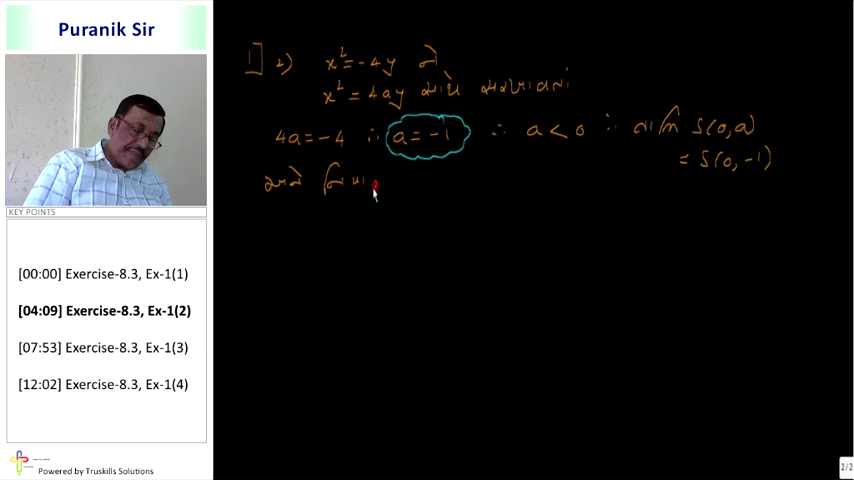 Puranik Sir
KEY POINTS
[00:00] Exercise-8.3, Ex-1(1)
[04:09] Exercise-8.3, Ex-1(2)
[07:53] Exercise-8.3, Ex-1(3)
[12:02] Exercise-8.3, Ex-1(4)
Powered by Truskills Solutions
1] 2) x² = -4y ને
x² = 4ay સાથે સરખાવતાં
4a = -4 ∴ a = -1 ∴ a < 0 ∴ નાભિ S(0, a)
= S(0, -1)
અને નિયા
2/2